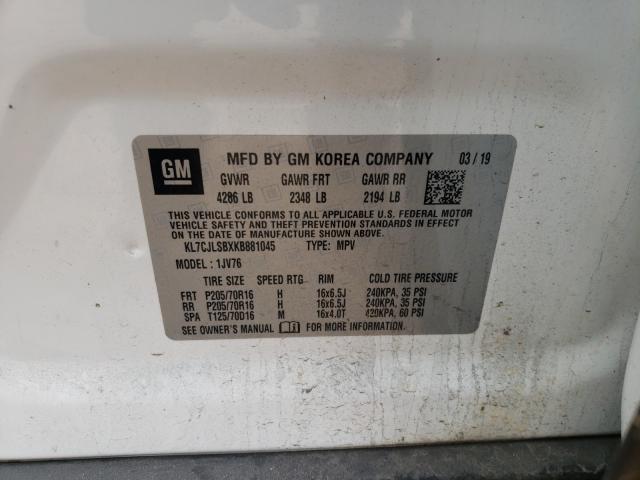 GM
MFD BY GM KOREA COMPANY 03 / 19
GVWR GAWR FRT GAWR RR
4286 LB 2348 LB 2194 LB
THIS VEHICLE CONFORMS TO ALL APPLICABLE U.S. FEDERAL MOTOR
VEHICLE SAFETY AND THEFT PREVENTION STANDARDS IN EFFECT ON
THE DATE OF MANUFACTURE SHOWN ABOVE.
KL7CJLSBXKB881045 TYPE: MPV
MODEL : 1JV76
TIRE SIZE SPEED RTG RIM COLD TIRE PRESSURE
FRT P205/70R16 H 16x6.5J 240KPA, 35 PSI
RR P205/70R16 H 16x6.5J 240KPA, 35 PSI
SPA T125/70D16 M 16x4.0T 420KPA, 60 PSI
SEE OWNER'S MANUAL FOR MORE INFORMATION.